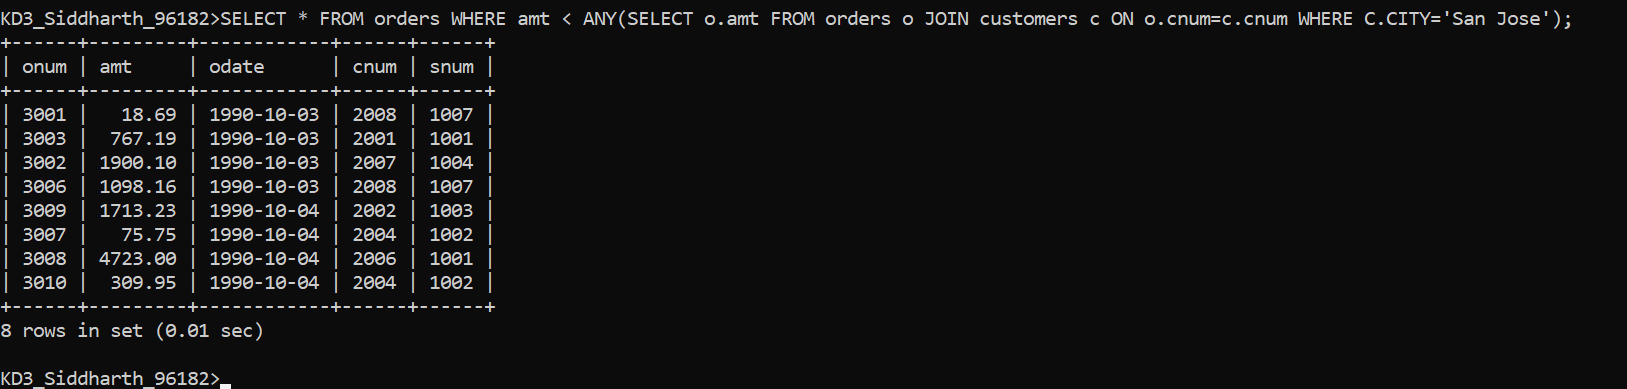 KD3_Siddharth_96182>SELECT * FROM orders WHERE amt < ANY(SELECT o.amt FROM orders o JOIN customers c ON o.cnum=c.cnum WHERE C.CITY='San Jose');
+------+---------+------------+------+------+
| onum | amt     | odate      | cnum | snum |
+------+---------+------------+------+------+
| 3001 |   18.69 | 1990-10-03 | 2008 | 1007 |
| 3003 |  767.19 | 1990-10-03 | 2001 | 1001 |
| 3002 | 1900.10 | 1990-10-03 | 2007 | 1004 |
| 3006 | 1098.16 | 1990-10-03 | 2008 | 1007 |
| 3009 | 1713.23 | 1990-10-04 | 2002 | 1003 |
| 3007 |   75.75 | 1990-10-04 | 2004 | 1002 |
| 3008 | 4723.00 | 1990-10-04 | 2006 | 1001 |
| 3010 |  309.95 | 1990-10-04 | 2004 | 1002 |
+------+---------+------------+------+------+
8 rows in set (0.01 sec)
KD3_Siddharth_96182>